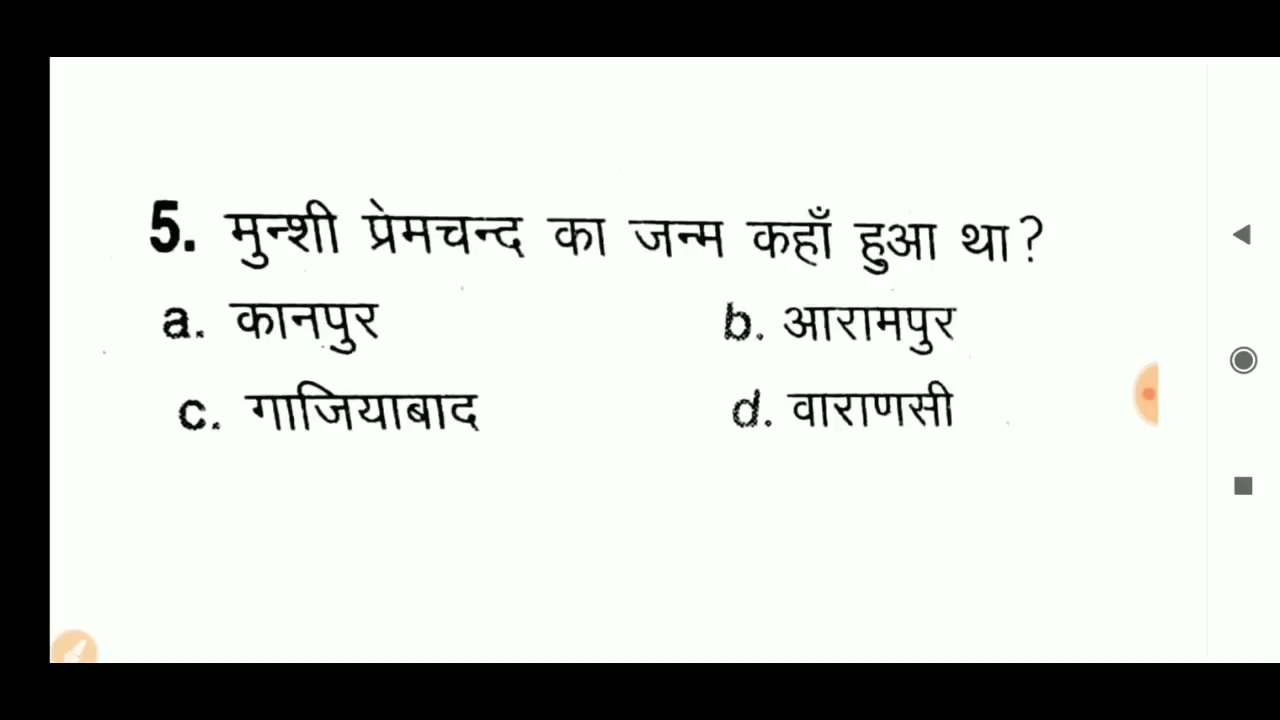 5. मुन्शी प्रेमचन्द का जन्म कहाँ हुआ था?
a. कानपुर b. आरामपुर
c. गाजियाबाद d. वाराणसी